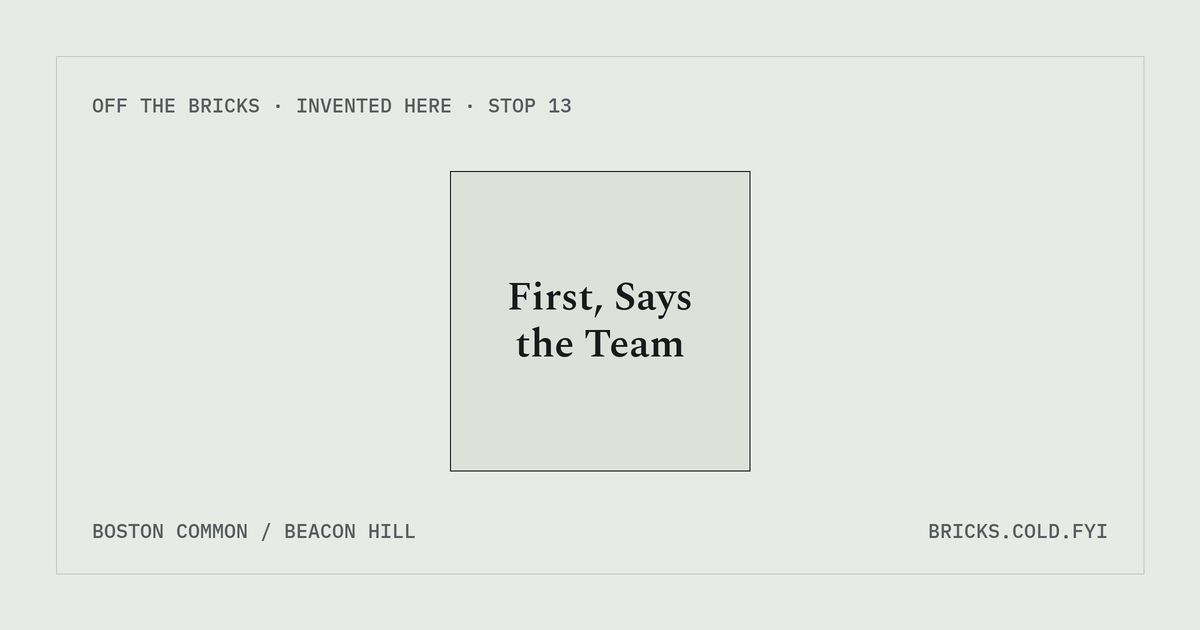 OFF THE BRICKS · INVENTED HERE · STOP 13
First, Says
the Team
BOSTON COMMON / BEACON HILL
BRICKS.COLD.FYI